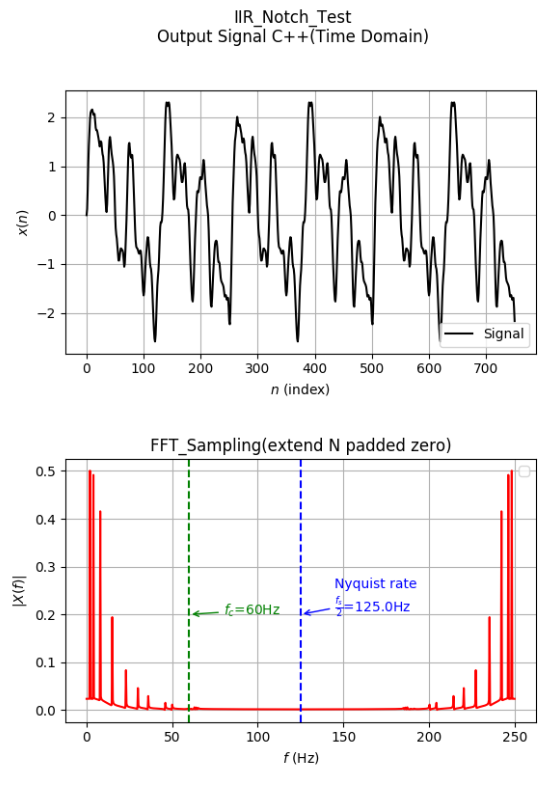 IIR_Notch_Test
Output Signal C++(Time Domain)
2
1
0
−1
−2
x(n)
Signal
0 100 200 300 400 500 600 700
n (index)
FFT_Sampling(extend N padded zero)
0.5
0.4
0.3
0.2
0.1
0.0
|X(f)|
Nyquist rate
f_s/2=125.0Hz
f_c=60Hz
0 50 100 150 200 250
f (Hz)